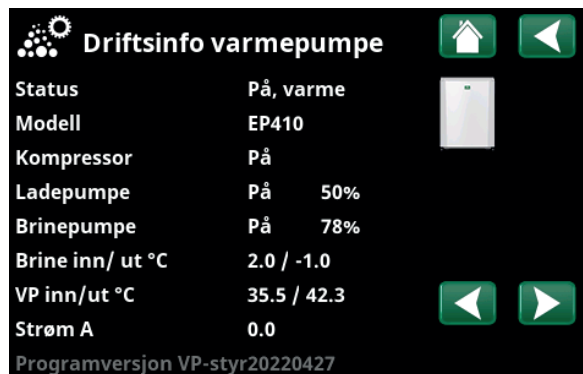 Driftsinfo varmepumpe
Status På, varme
Modell EP410
Kompressor På
Ladepumpe På 50%
Brinepumpe På 78%
Brine inn/ ut °C 2.0 / -1.0
VP inn/ut °C 35.5 / 42.3
Strøm A 0.0
Programversjon VP-styr20220427